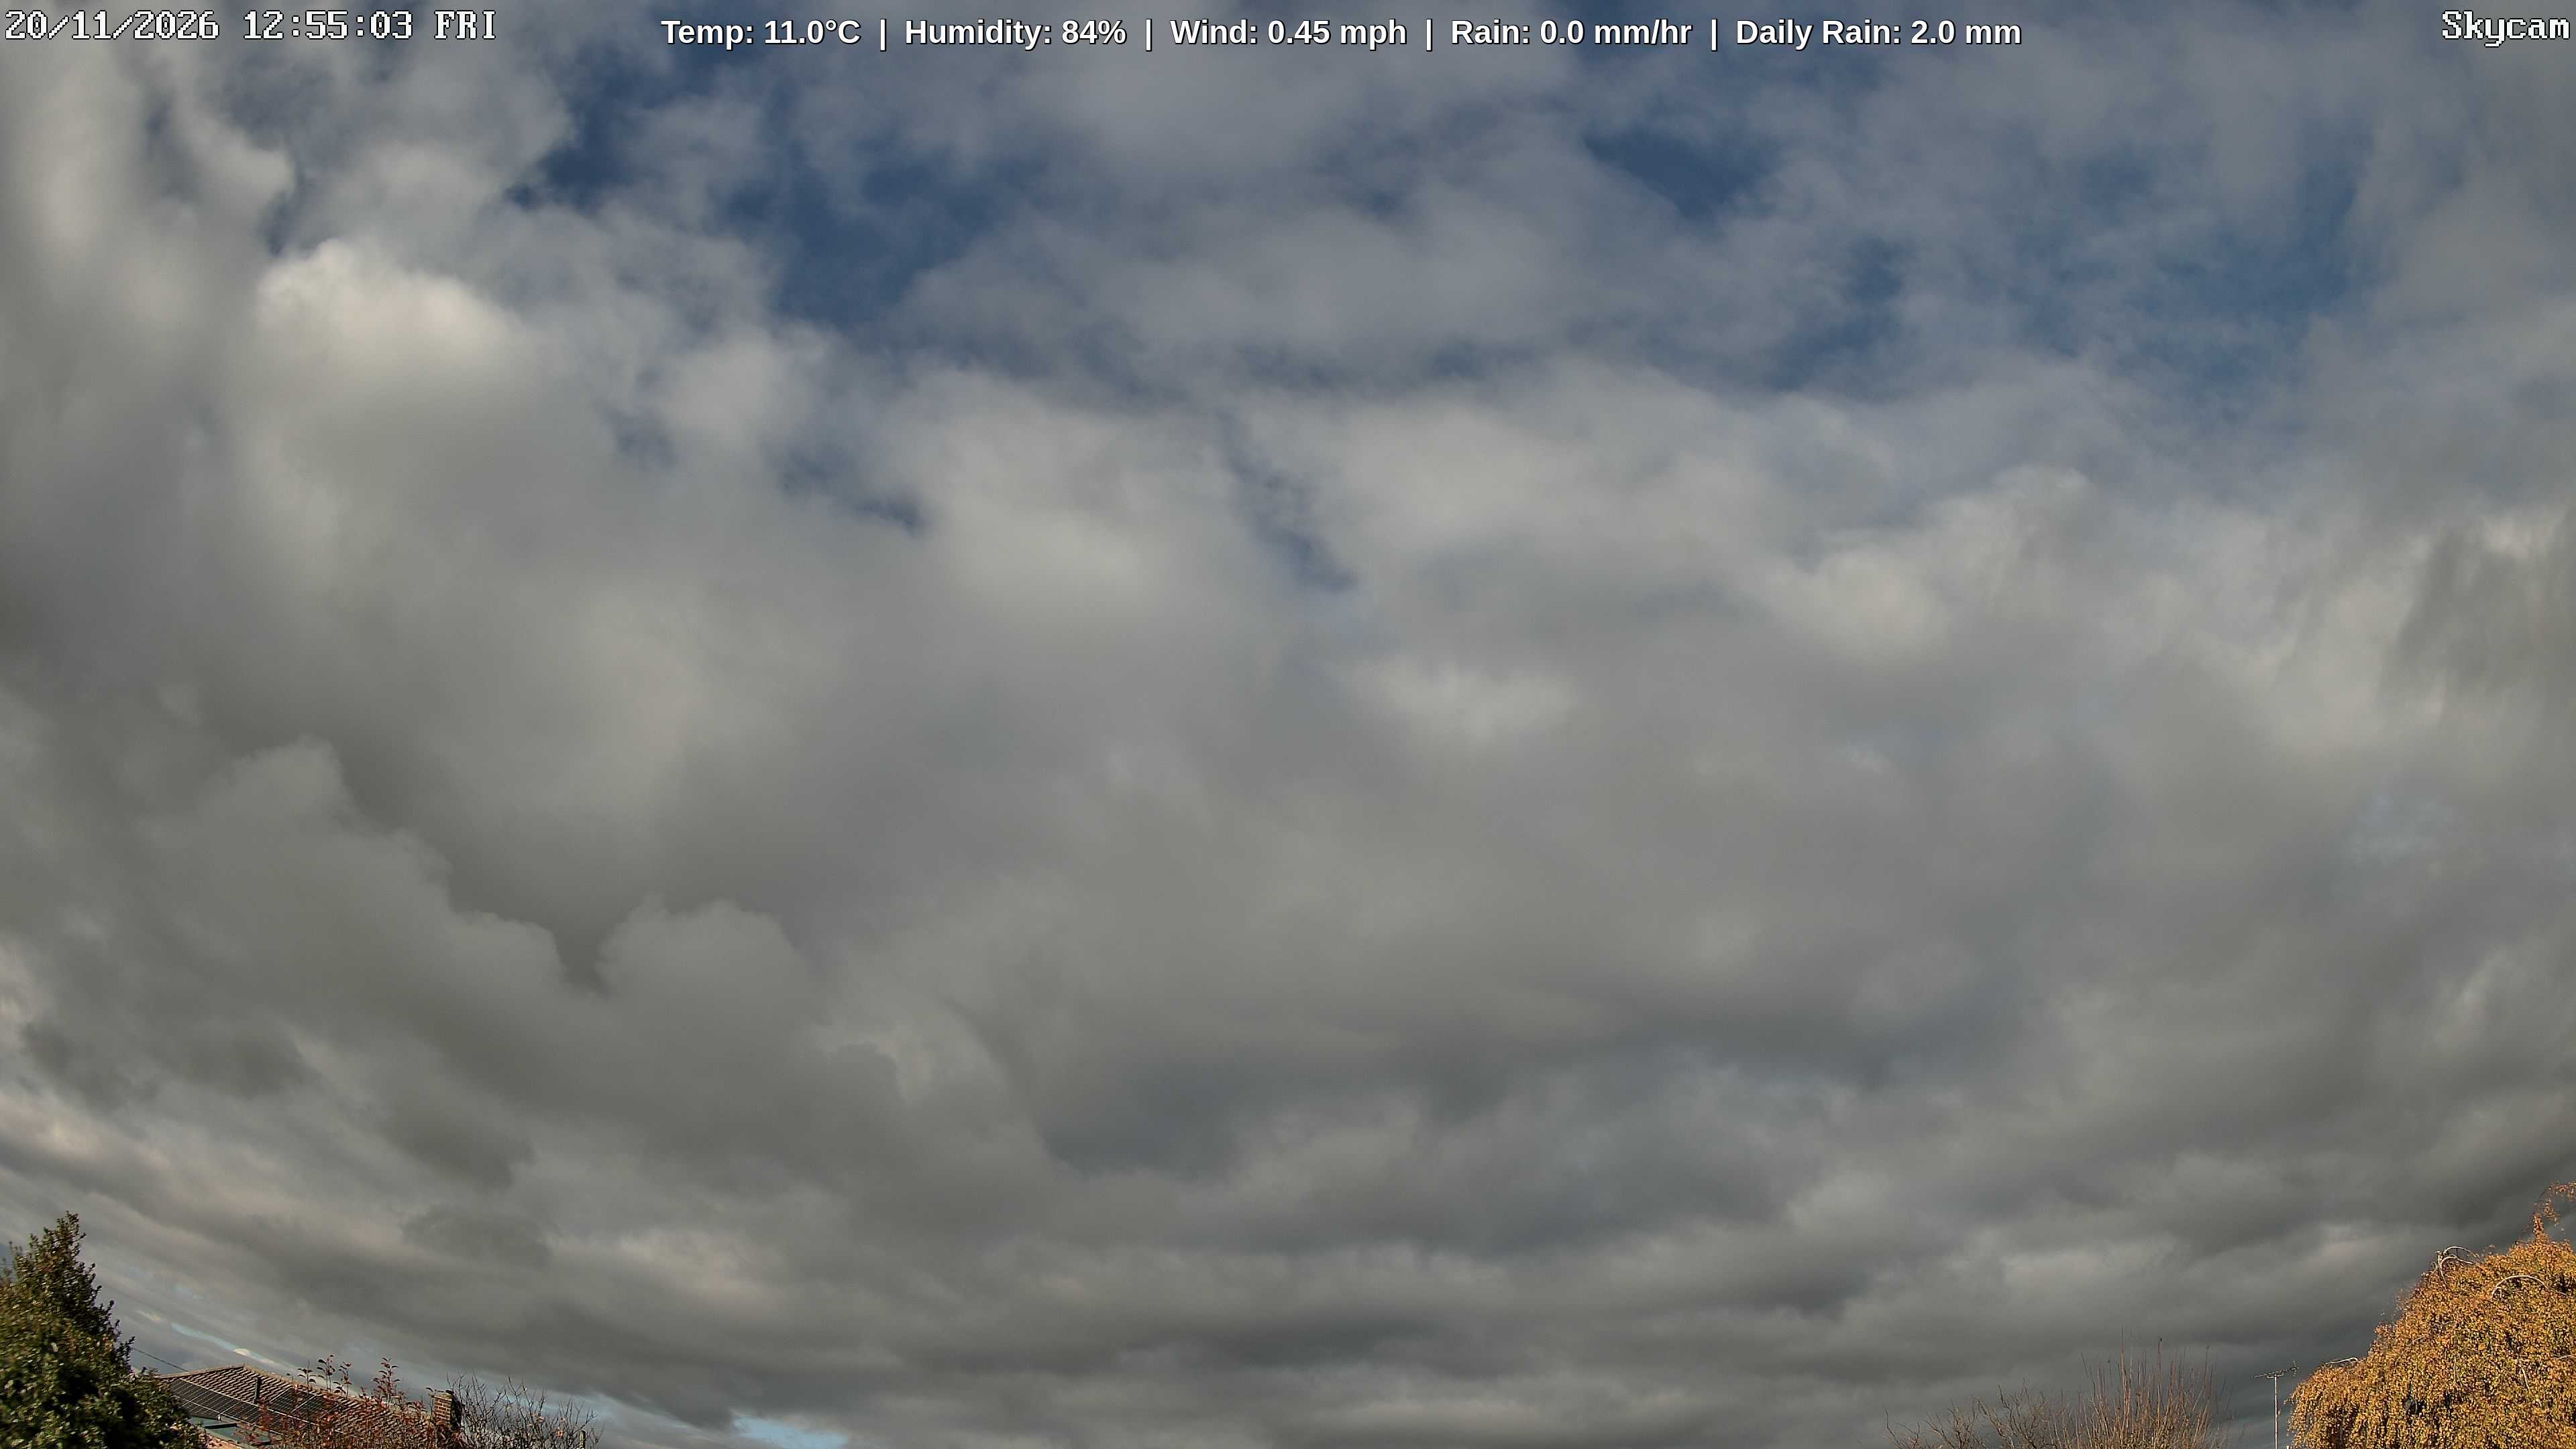 20/11/2026 12:55:03 FRI
Temp: 11.0°C | Humidity: 84% | Wind: 0.45 mph | Rain: 0.0 mm/hr | Daily Rain: 2.0 mm
Skycam